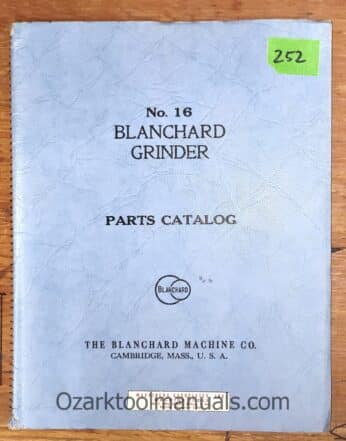 252
No. 16
BLANCHARD
GRINDER
PARTS CATALOG
BLANCHARD
THE BLANCHARD MACHINE CO.
CAMBRIDGE, MASS., U. S. A.
Ozarktoolmanuals.com